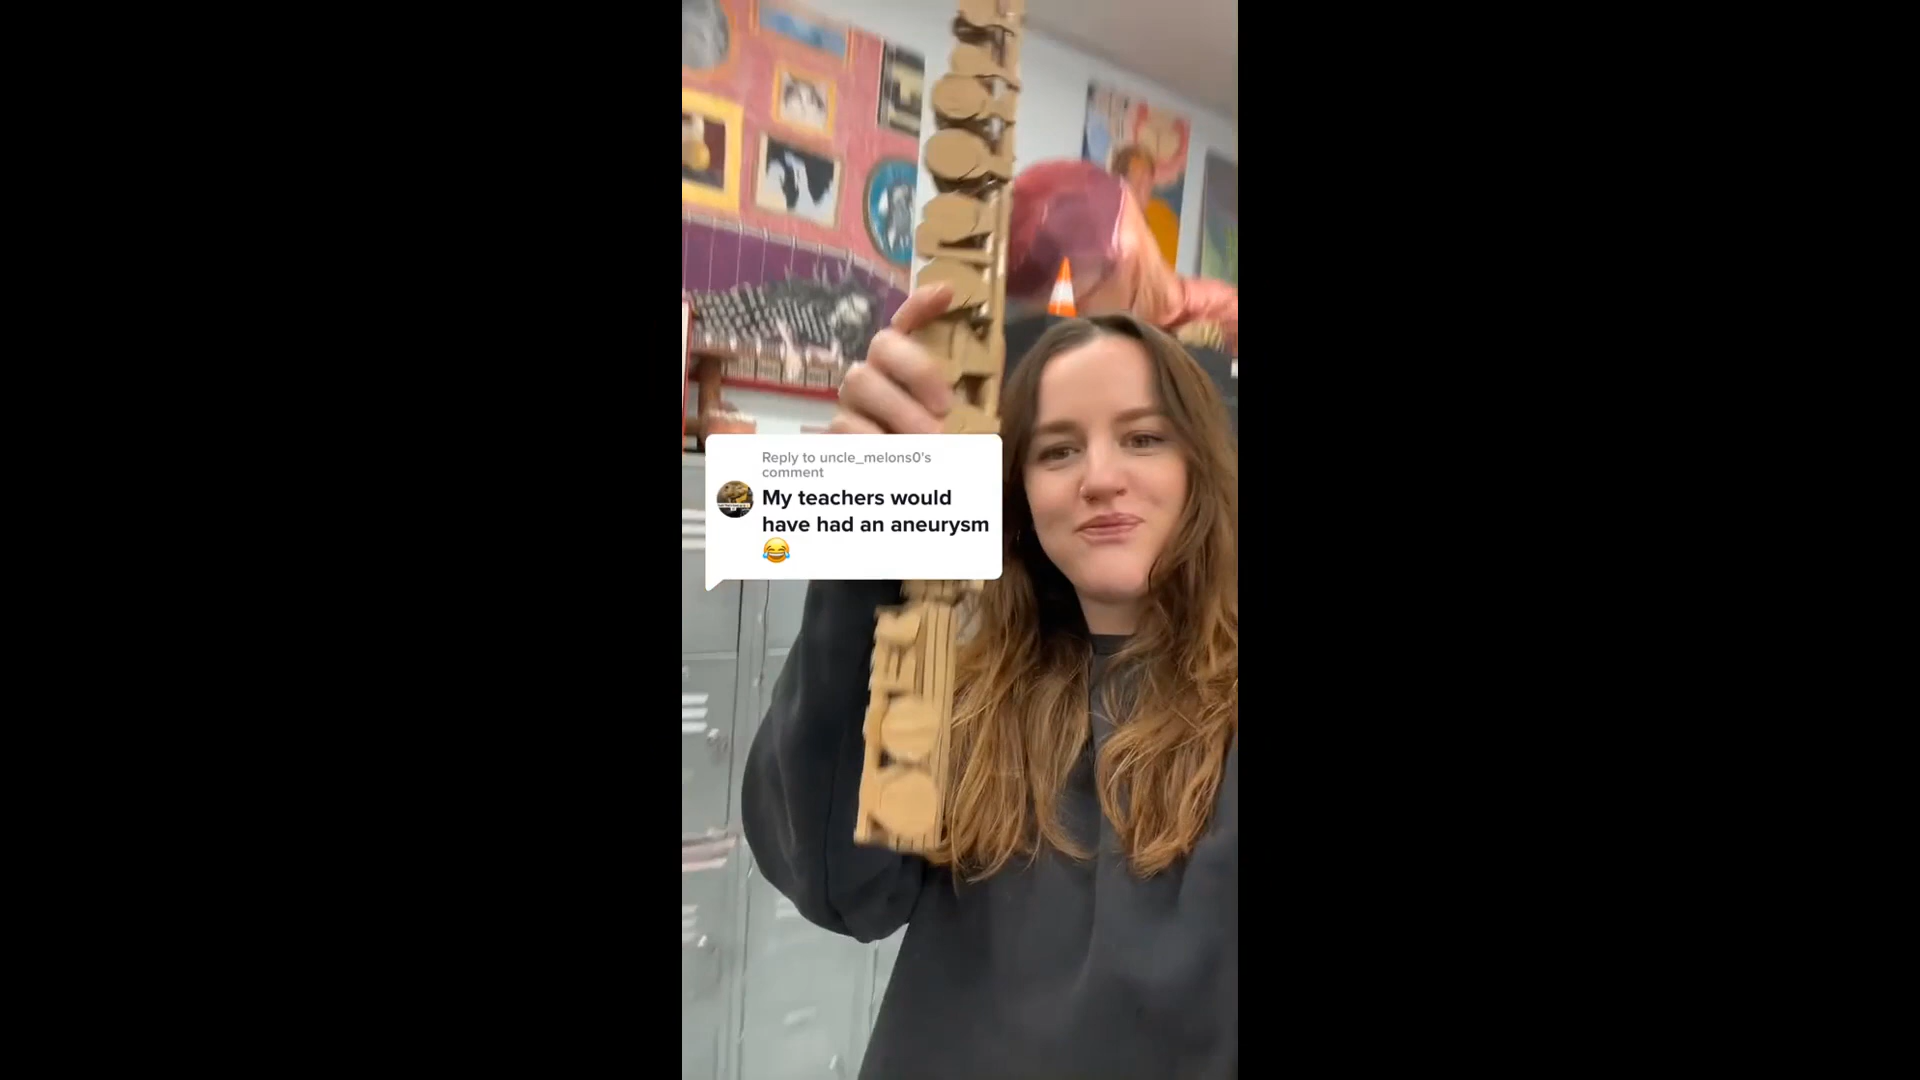 Reply to uncle_melons0's
comment
My teachers would
have had an aneurysm
😂